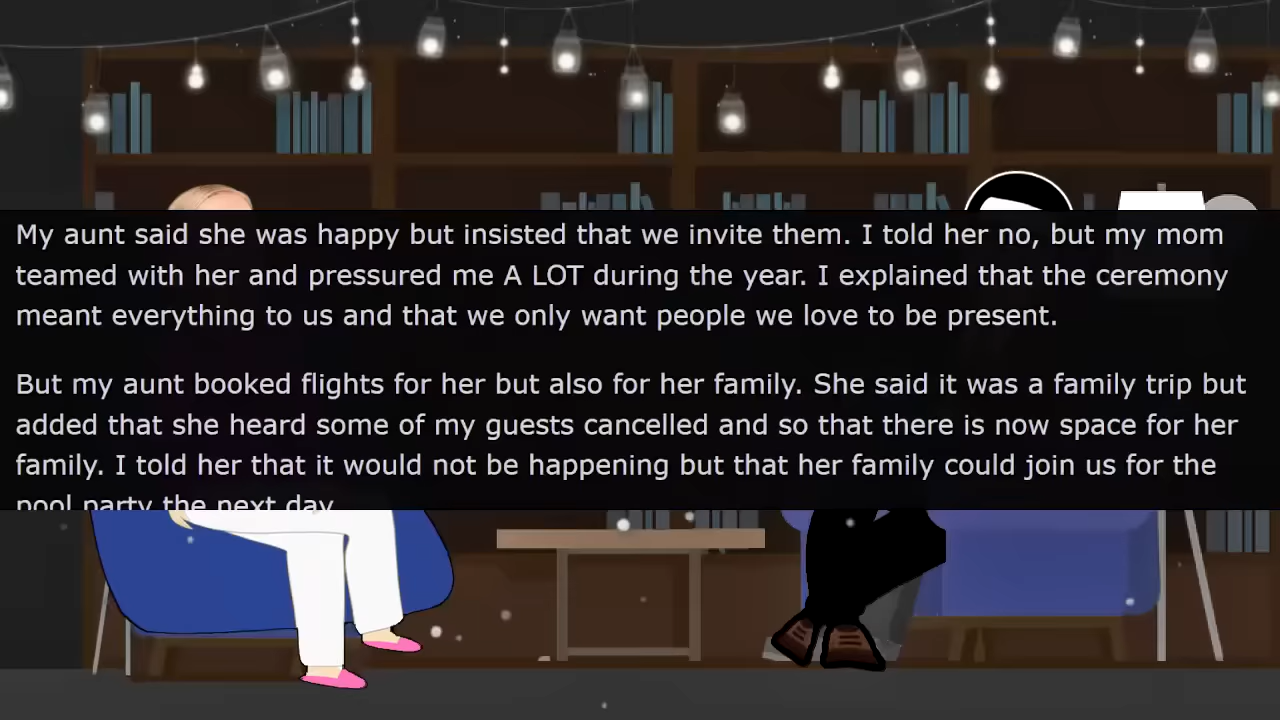 My aunt said she was happy but insisted that we invite them. I told her no, but my mom
teamed with her and pressured me A LOT during the year. I explained that the ceremony
meant everything to us and that we only want people we love to be present.
But my aunt booked flights for her but also for her family. She said it was a family trip but
added that she heard some of my guests cancelled and so that there is now space for her
family. I told her that it would not be happening but that her family could join us for the
pool party the next day.